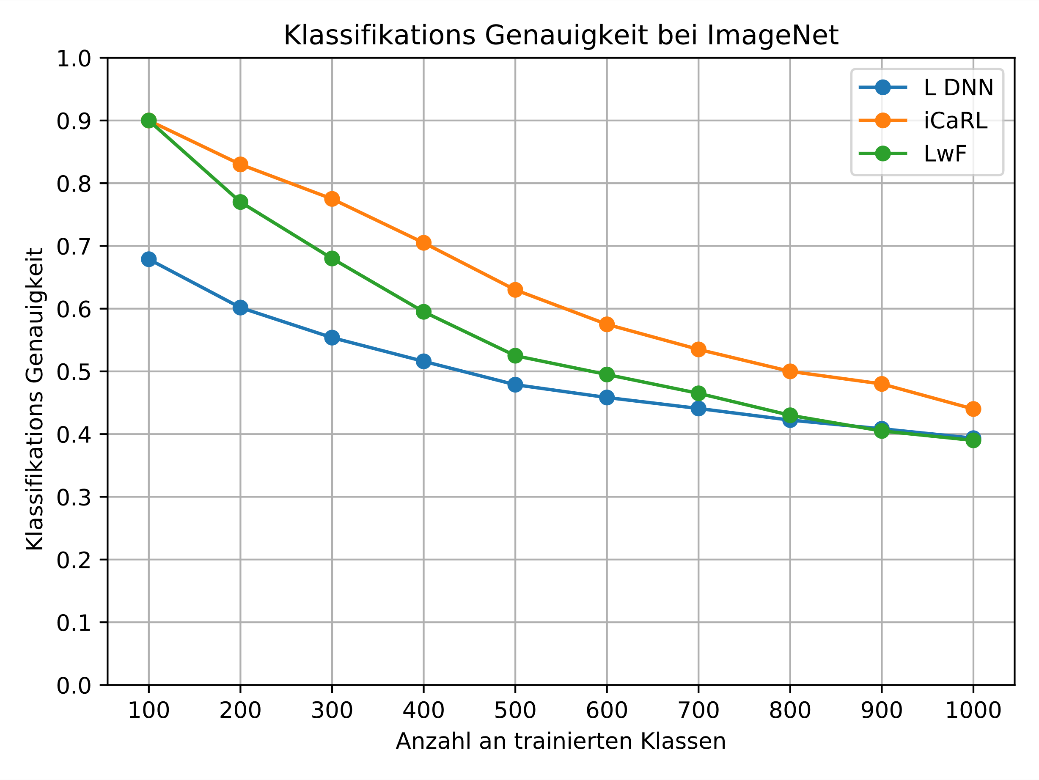 Klassifikations Genauigkeit bei ImageNet
Klassifikations Genauigkeit
1.0
0.9
0.8
0.7
0.6
0.5
0.4
0.3
0.2
0.1
0.0
L DNN
iCaRL
LwF
100 200 300 400 500 600 700 800 900 1000
Anzahl an trainierten Klassen